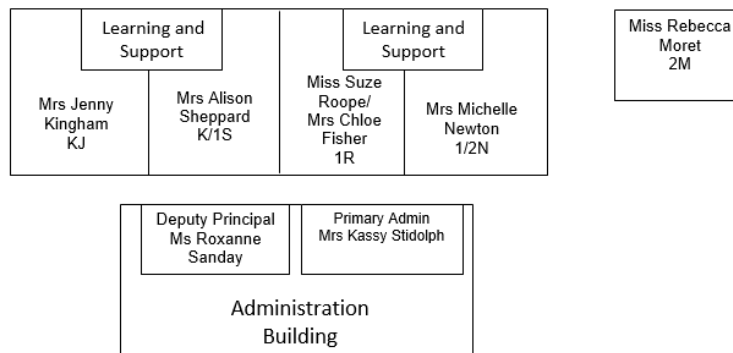 Learning and
Support
Learning and
Support
Miss Rebecca
Moret
2M
Mrs Jenny
Kingham
KJ
Mrs Alison
Sheppard
K/1S
Miss Suze
Roope/
Mrs Chloe
Fisher
1R
Mrs Michelle
Newton
1/2N
Deputy Principal
Ms Roxanne
Sanday
Primary Admin
Mrs Kassy Stidolph
Administration
Building